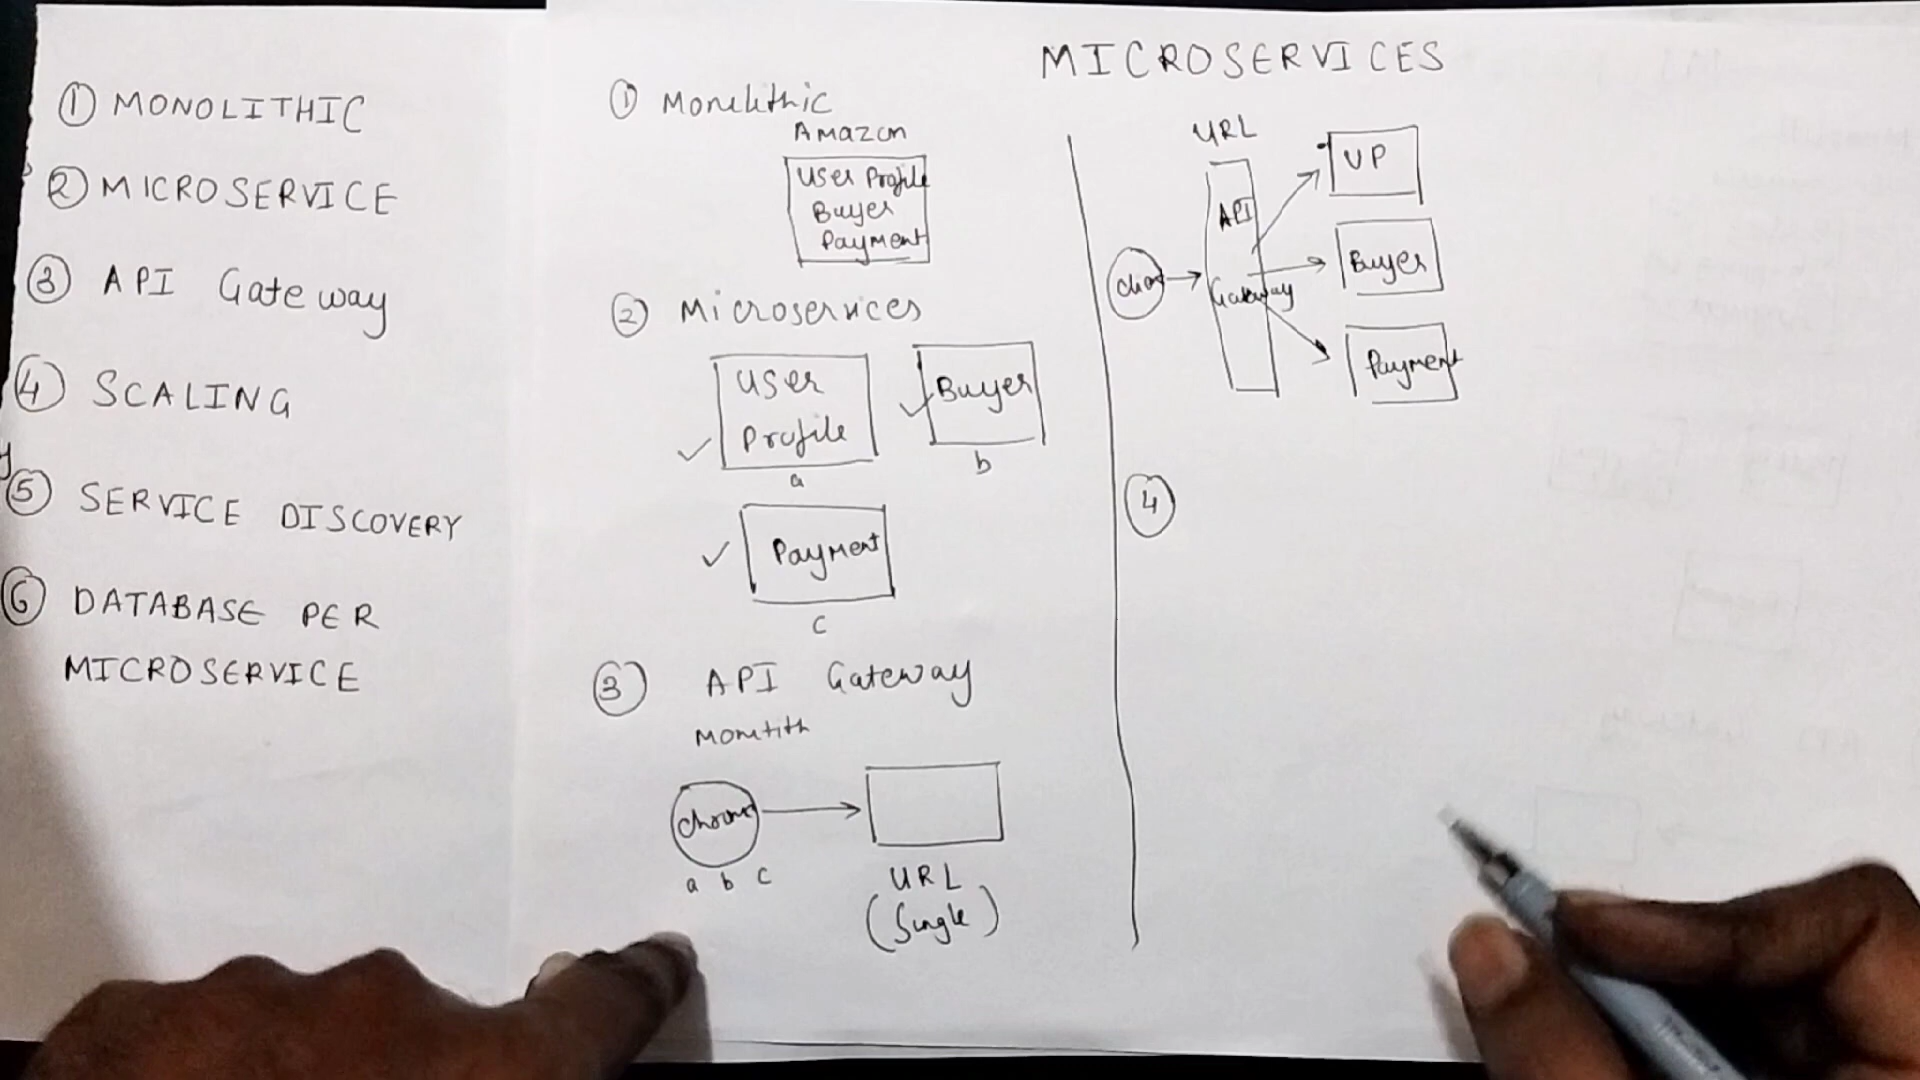 ① MONOLITHIC
② MICROSERVICE
③ API Gateway
④ SCALING
⑤ SERVICE DISCOVERY
⑥ DATABASE PER
MICROSERVICE
MICROSERVICES
① Monolithic
Amazon
User Profile
Buyer
Payment
② Microservices
User
Profile
a
Buyer
b
Payment
c
③ API Gateway
a b c
URL
(Single)
URL
API
Gateway
UP
Buyer
Payment
④